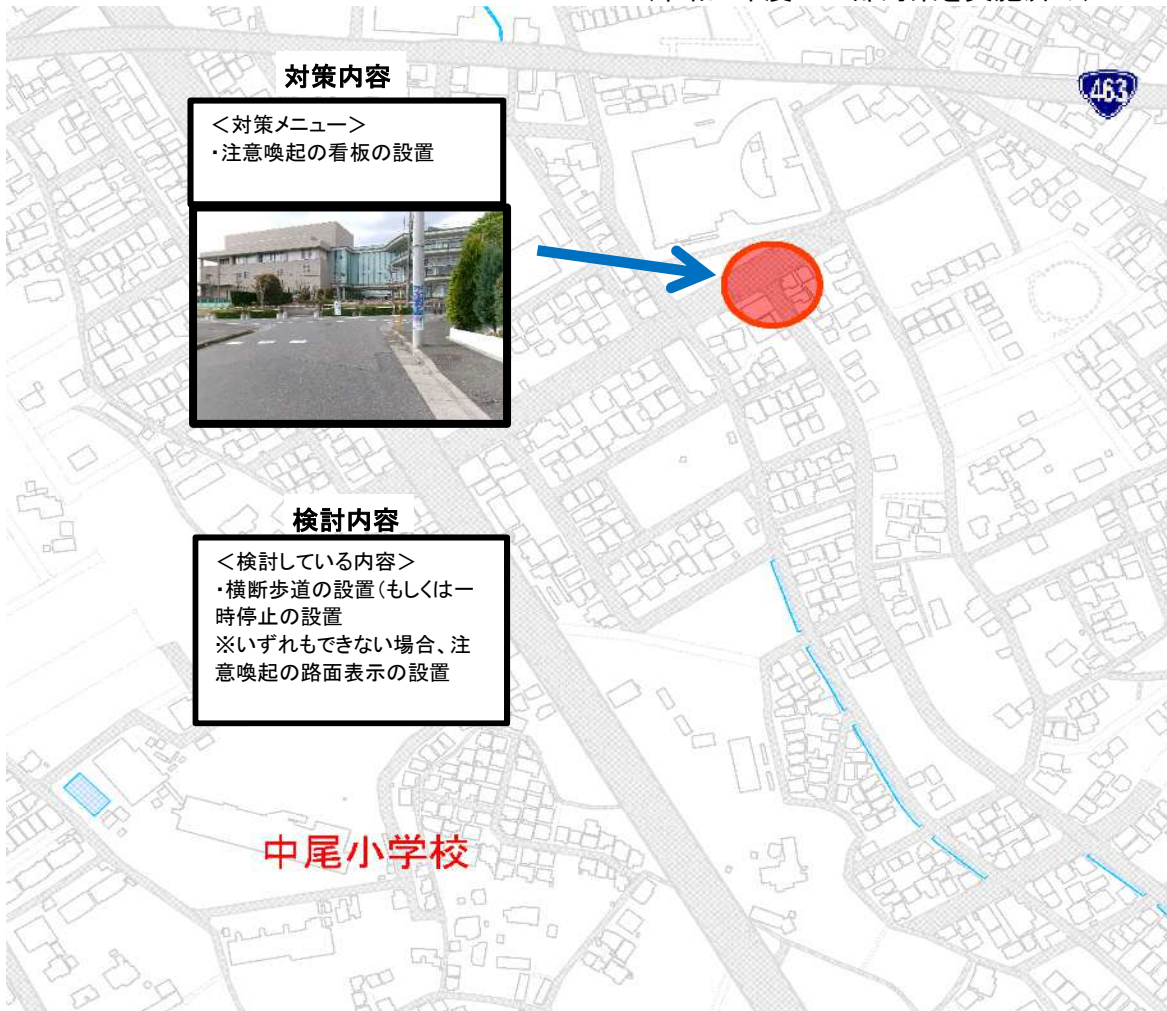 463
対策内容
＜対策メニュー＞
・注意喚起の看板の設置
検討内容
＜検討している内容＞
・横断歩道の設置(もしくは一
時停止の設置
※いずれもできない場合、注
意喚起の路面表示の設置
中尾小学校